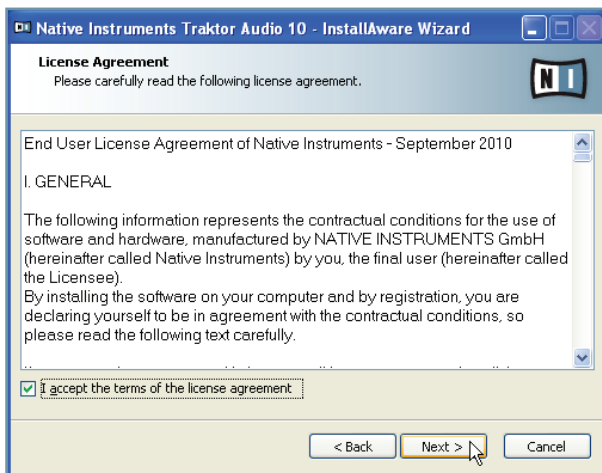 Native Instruments Traktor Audio 10 - InstallAware Wizard
License Agreement
Please carefully read the following license agreement.
N I
End User License Agreement of Native Instruments - September 2010
I. GENERAL
The following information represents the contractual conditions for the use of
software and hardware, manufactured by NATIVE INSTRUMENTS GmbH
(hereinafter called Native Instruments) by you, the final user (hereinafter called
the Licensee).
By installing the software on your computer and by registration, you are
declaring yourself to be in agreement with the contractual conditions, so
please read the following text carefully.
I accept the terms of the license agreement
< Back Next > Cancel